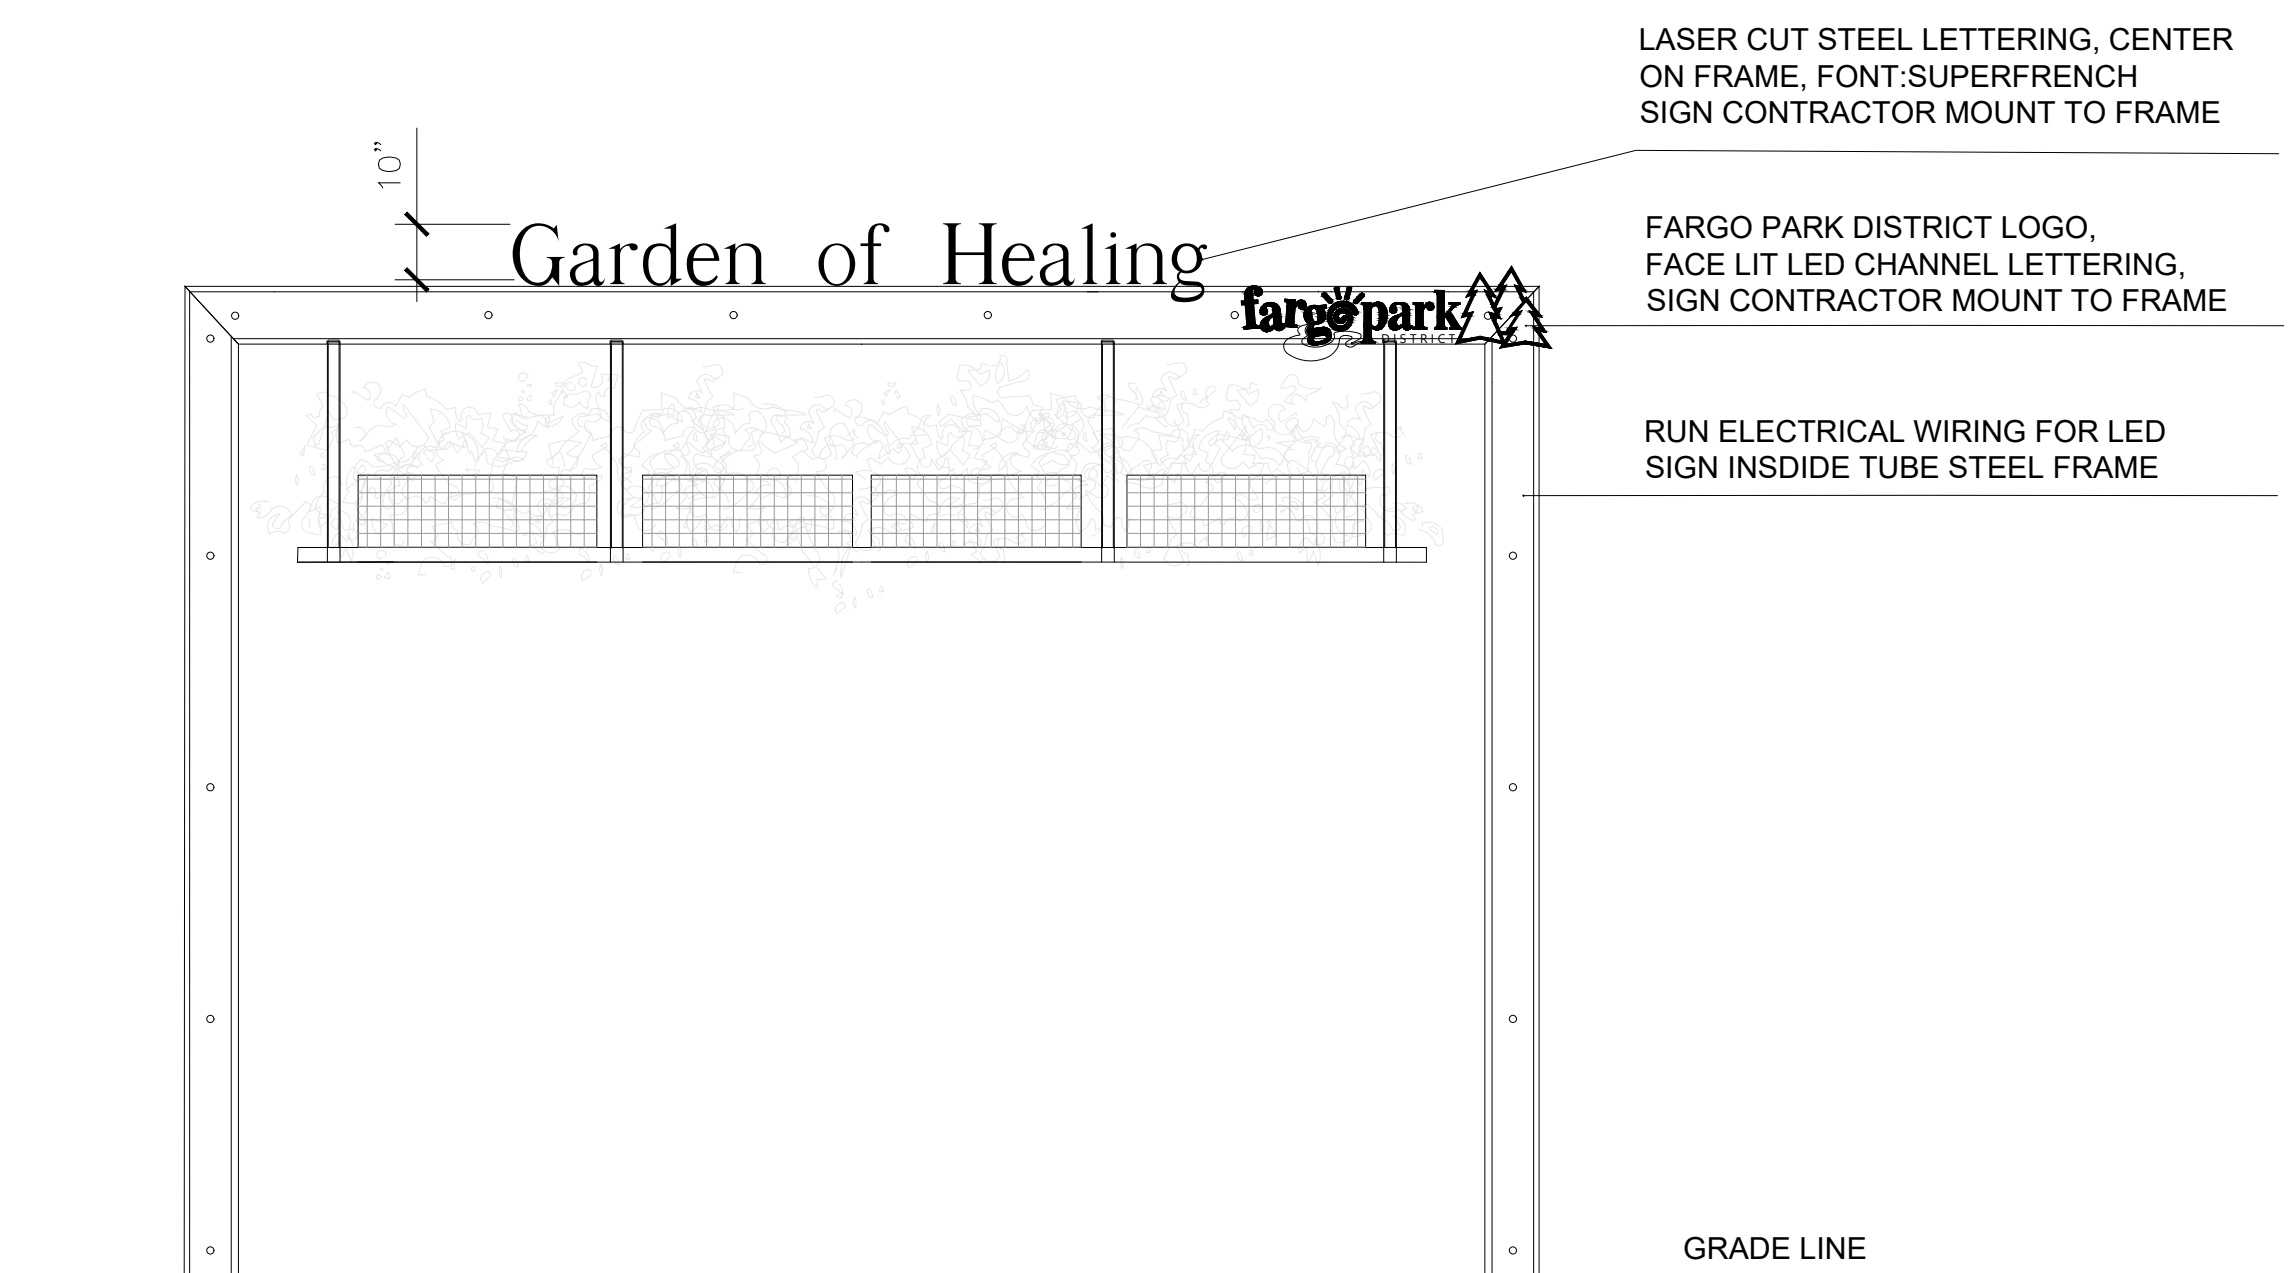 LASER CUT STEEL LETTERING, CENTER
ON FRAME, FONT:SUPERFRENCH
SIGN CONTRACTOR MOUNT TO FRAME
10”
Garden of Healing
FARGO PARK DISTRICT LOGO,
FACE LIT LED CHANNEL LETTERING,
SIGN CONTRACTOR MOUNT TO FRAME
fargo park
DISTRICT
RUN ELECTRICAL WIRING FOR LED
SIGN INSDIDE TUBE STEEL FRAME
GRADE LINE